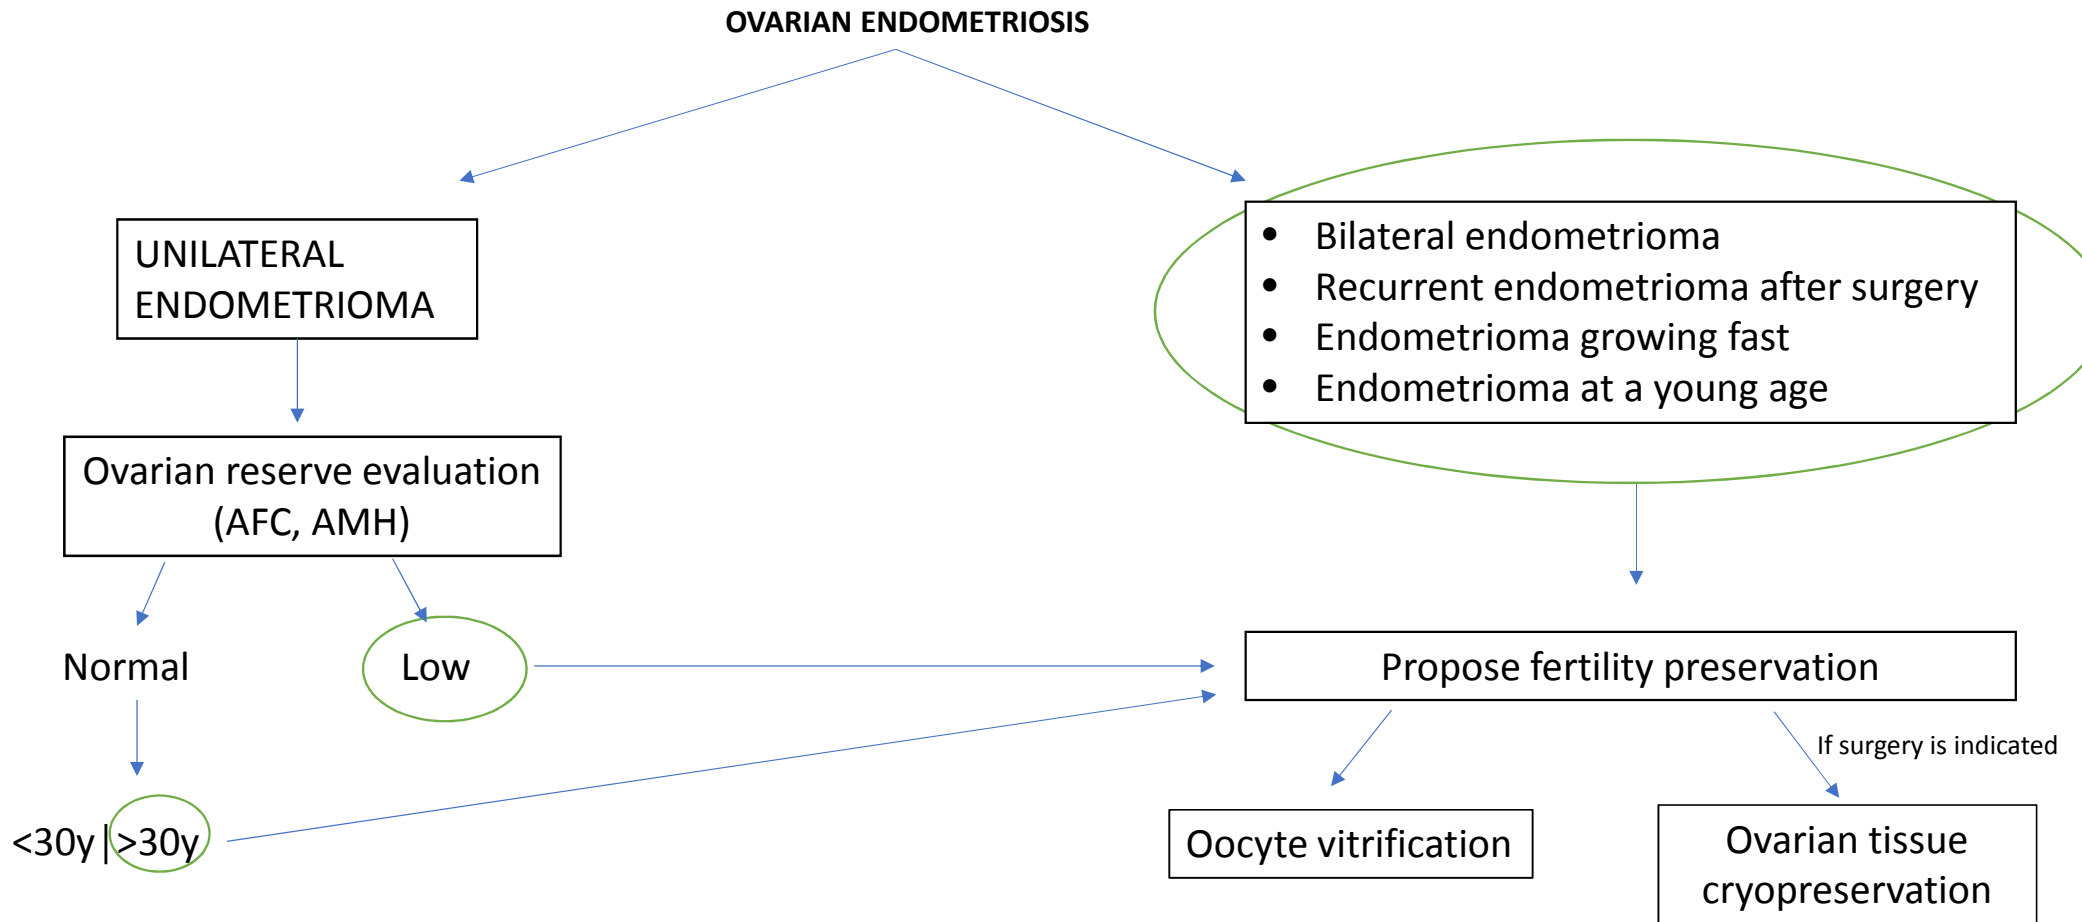 OVARIAN ENDOMETRIOSIS
UNILATERAL
ENDOMETRIOMA
• Bilateral endometrioma
• Recurrent endometrioma after surgery
• Endometrioma growing fast
• Endometrioma at a young age
Ovarian reserve evaluation
(AFC, AMH)
Normal
Low
Propose fertility preservation
If surgery is indicated
<30y|>30y
Oocyte vitrification
Ovarian tissue
cryopreservation